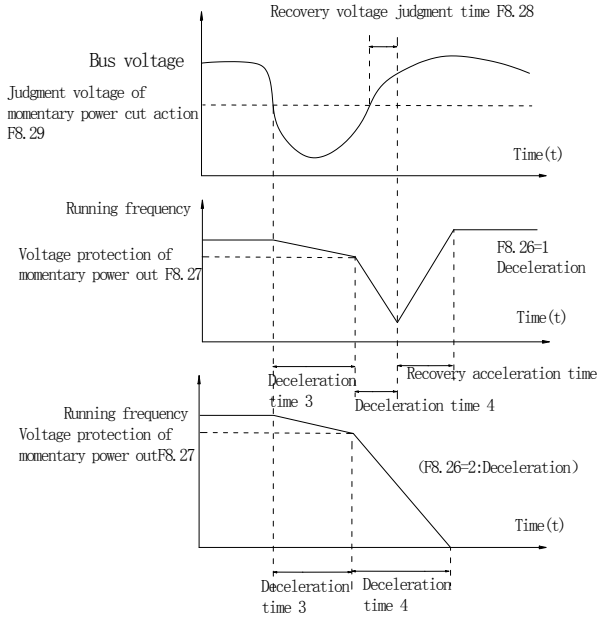 Recovery voltage judgment time F8.28
Bus voltage
Judgment voltage of
momentary power cut action
F8.29
Time(t)
Running frequency
Voltage protection of
momentary power out F8.27
F8.26=1
Deceleration
Time(t)
Deceleration
time 3
Recovery acceleration time
Deceleration time 4
Running frequency
Voltage protection of
momentary power outF8.27
(F8.26=2:Deceleration)
Time(t)
Deceleration
time 3
Deceleration
time 4